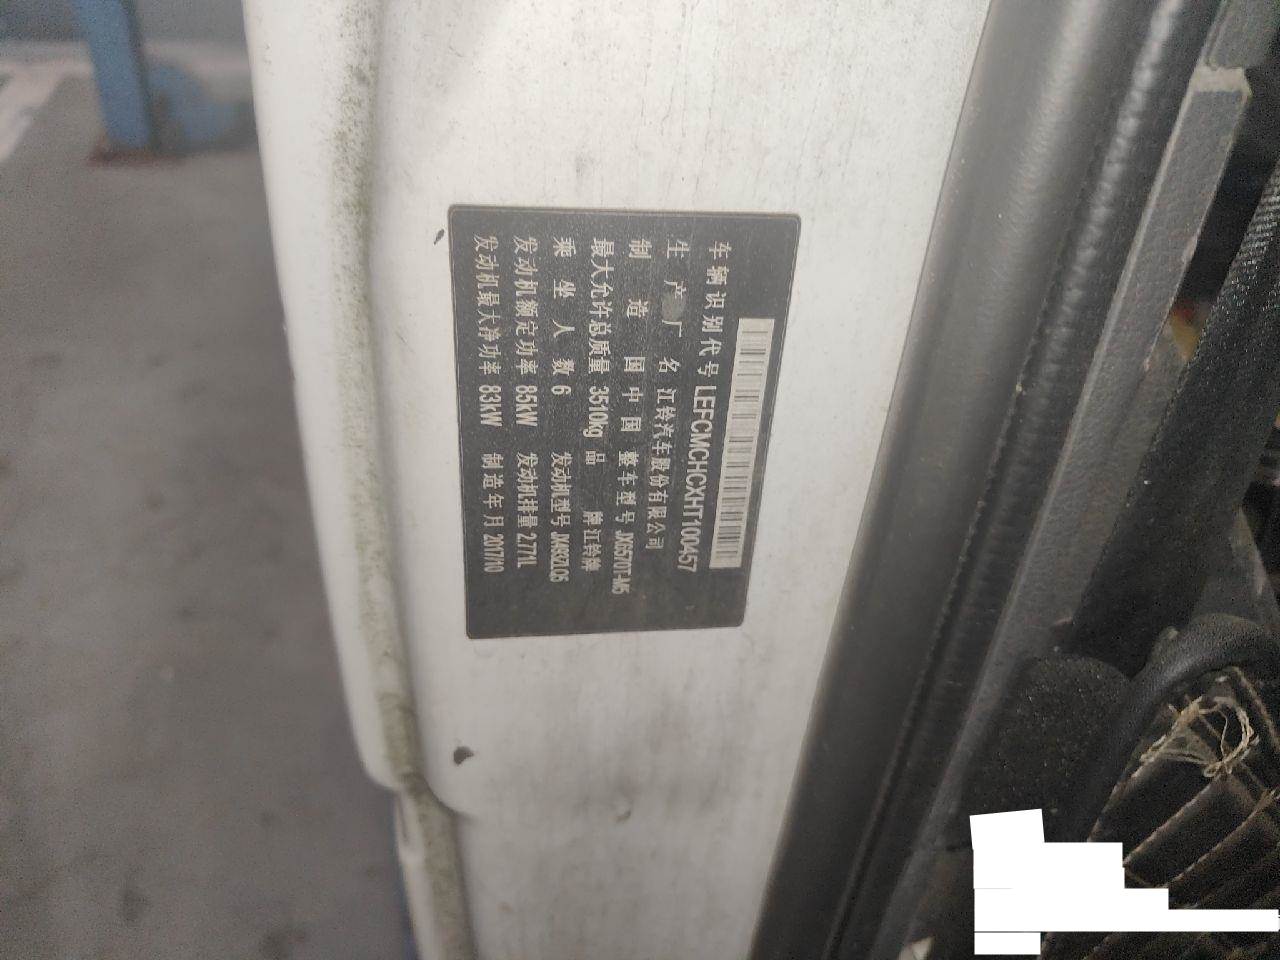 车辆识别代号 LEFCMCHCXHT100457
生产厂名 江铃汽车股份有限公司
制造国 中国 整车型号 JX6570T-M5
最大允许总质量 3510kg 品牌 江铃牌
乘坐人数 6 发动机型号 JX493ZLQ5
发动机额定功率 85kW 发动机排量 2.771L
发动机最大净功率 83kW 制造年月 2017/10